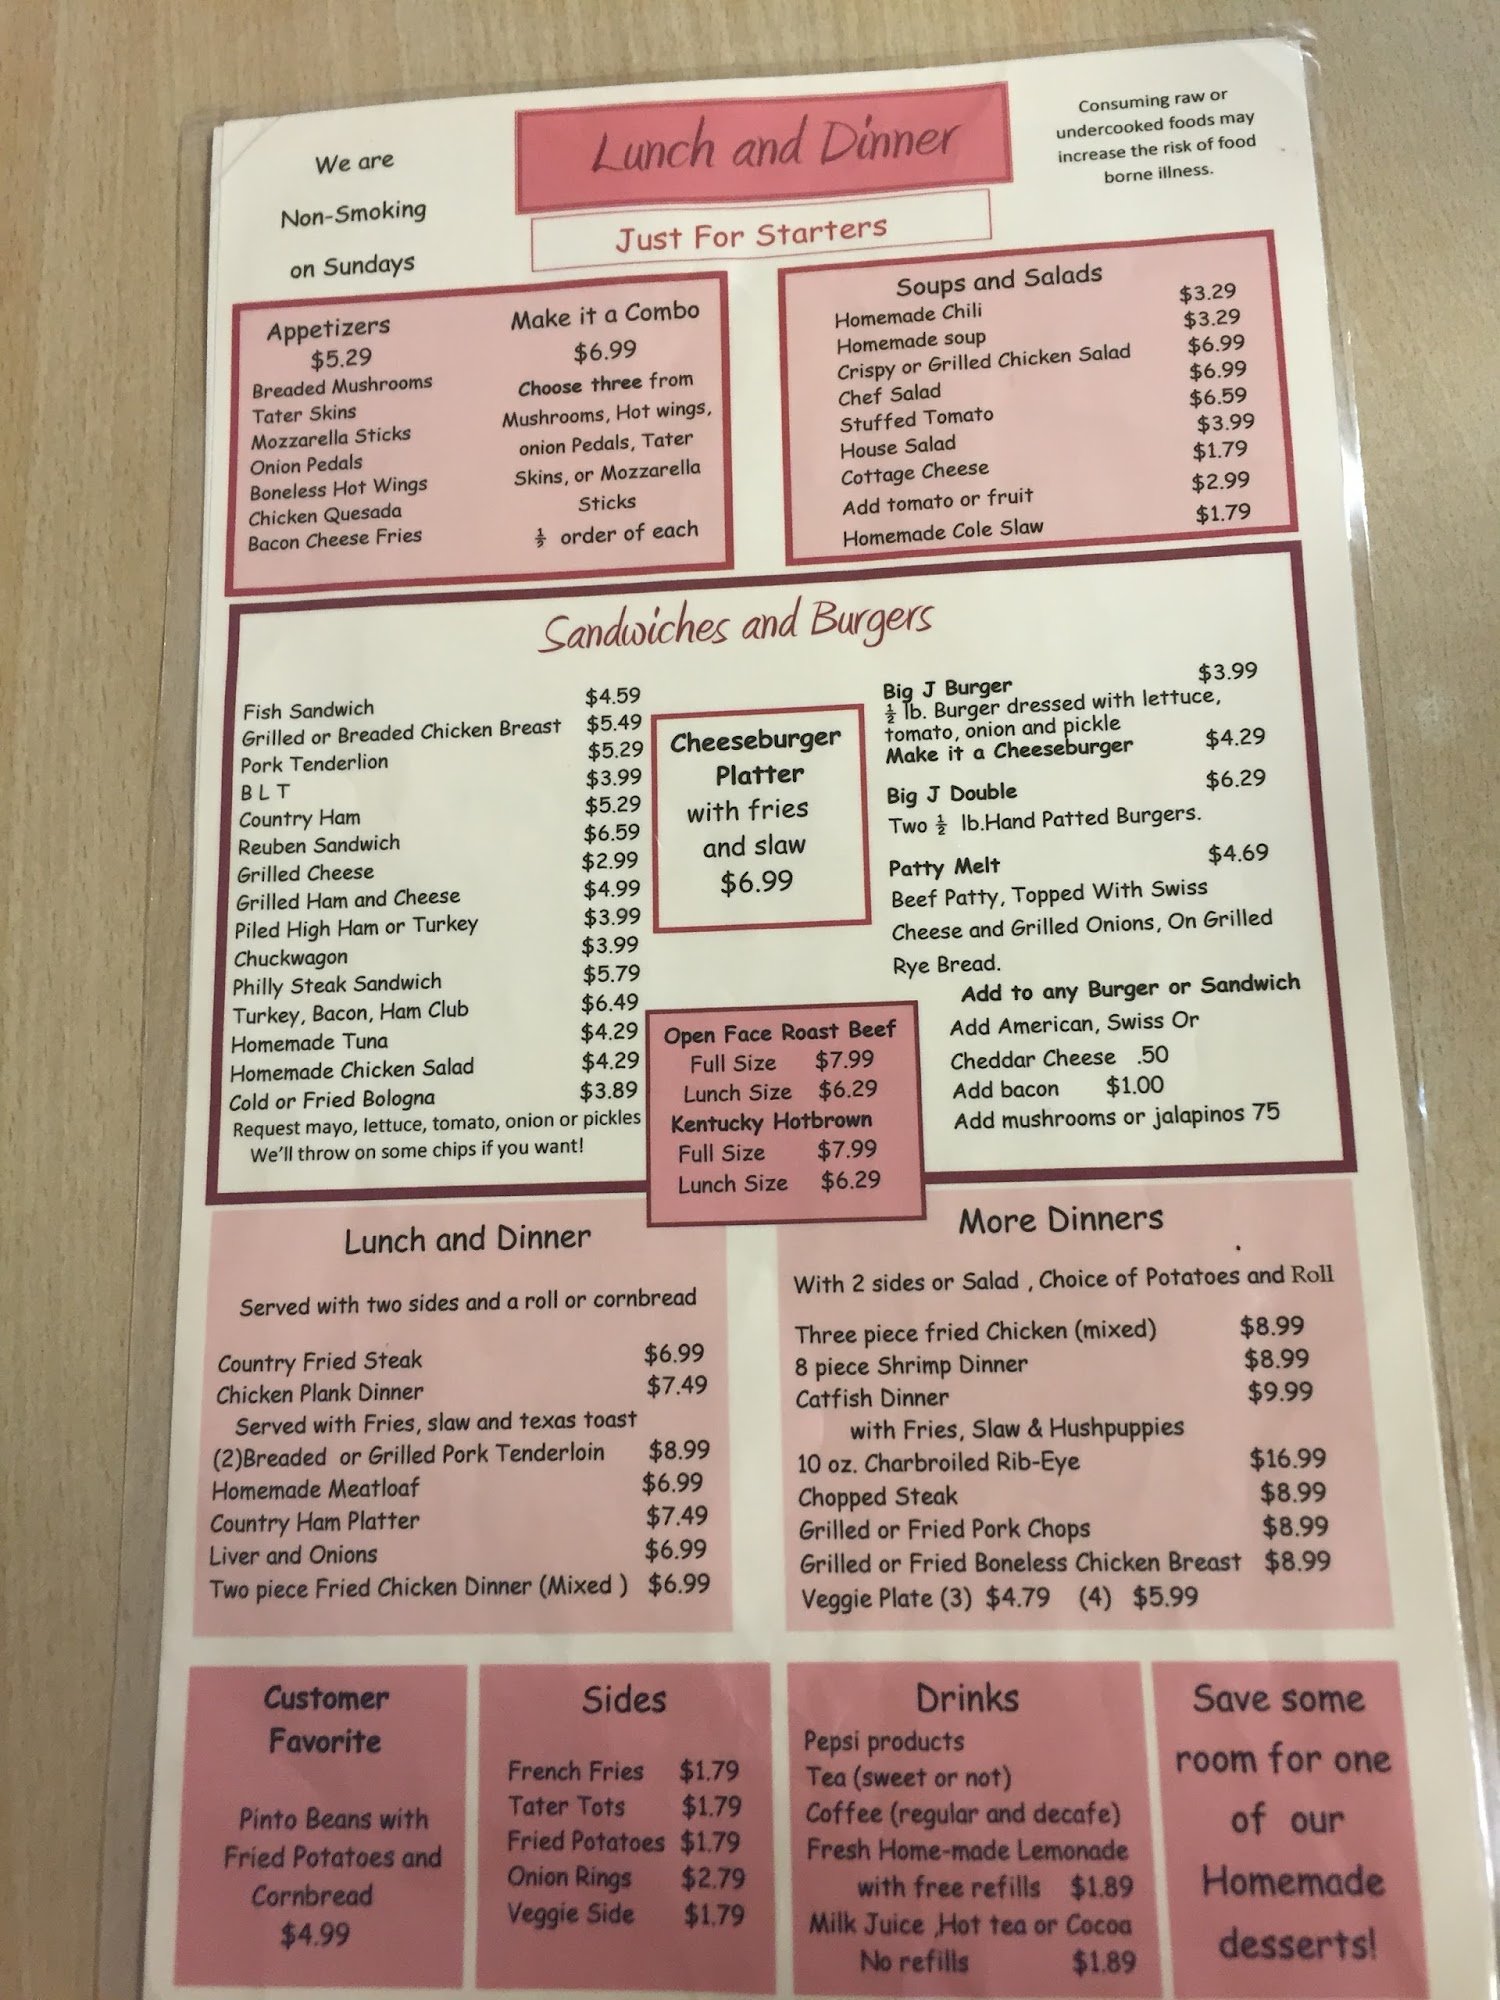 We are
Non-Smoking
on Sundays
Lunch and Dinner
Consuming raw or
undercooked foods may
increase the risk of food
borne illness.
Just For Starters
Appetizers
$5.29
Breaded Mushrooms
Tater Skins
Mozzarella Sticks
Onion Pedals
Boneless Hot Wings
Chicken Quesada
Bacon Cheese Fries
Make it a Combo
$6.99
Choose three from
Mushrooms, Hot wings,
onion Pedals, Tater
Skins, or Mozzarella
Sticks
½ order of each
Soups and Salads
Homemade Chili $3.29
Homemade soup $3.29
Crispy or Grilled Chicken Salad $6.99
Chef Salad $6.99
Stuffed Tomato $6.59
House Salad $3.99
Cottage Cheese $1.79
Add tomato or fruit $2.99
Homemade Cole Slaw $1.79
Sandwiches and Burgers
Fish Sandwich $4.59
Grilled or Breaded Chicken Breast $5.49
Pork Tenderlion $5.29
B L T $3.99
Country Ham $5.29
Reuben Sandwich $6.59
Grilled Cheese $2.99
Grilled Ham and Cheese $4.99
Piled High Ham or Turkey $3.99
Chuckwagon $3.99
Philly Steak Sandwich $5.79
Turkey, Bacon, Ham Club $6.49
Homemade Tuna $4.29
Homemade Chicken Salad $4.29
Cold or Fried Bologna $3.89
Request mayo, lettuce, tomato, onion or pickles
We'll throw on some chips if you want!
Cheeseburger
Platter
with fries
and slaw
$6.99
Open Face Roast Beef
Full Size $7.99
Lunch Size $6.29
Kentucky Hotbrown
Full Size $7.99
Lunch Size $6.29
Big J Burger $3.99
½ lb. Burger dressed with lettuce,
tomato, onion and pickle
Make it a Cheeseburger $4.29
Big J Double $6.29
Two ½ lb.Hand Patted Burgers.
Patty Melt $4.69
Beef Patty, Topped With Swiss
Cheese and Grilled Onions, On Grilled
Rye Bread.
Add to any Burger or Sandwich
Add American, Swiss Or
Cheddar Cheese .50
Add bacon $1.00
Add mushrooms or jalapinos 75
Lunch and Dinner
Served with two sides and a roll or cornbread
Country Fried Steak $6.99
Chicken Plank Dinner $7.49
Served with Fries, slaw and texas toast
(2)Breaded or Grilled Pork Tenderloin $8.99
Homemade Meatloaf $6.99
Country Ham Platter $7.49
Liver and Onions $6.99
Two piece Fried Chicken Dinner (Mixed ) $6.99
More Dinners
With 2 sides or Salad , Choice of Potatoes and Roll
Three piece fried Chicken (mixed) $8.99
8 piece Shrimp Dinner $8.99
Catfish Dinner $9.99
with Fries, Slaw & Hushpuppies
10 oz. Charbroiled Rib-Eye $16.99
Chopped Steak $8.99
Grilled or Fried Pork Chops $8.99
Grilled or Fried Boneless Chicken Breast $8.99
Veggie Plate (3) $4.79 (4) $5.99
Customer
Favorite
Pinto Beans with
Fried Potatoes and
Cornbread
$4.99
Sides
French Fries $1.79
Tater Tots $1.79
Fried Potatoes $1.79
Onion Rings $2.79
Veggie Side $1.79
Drinks
Pepsi products
Tea (sweet or not)
Coffee (regular and decafe)
Fresh Home-made Lemonade
with free refills $1.89
Milk Juice ,Hot tea or Cocoa
No refills $1.89
Save some
room for one
of our
Homemade
desserts!